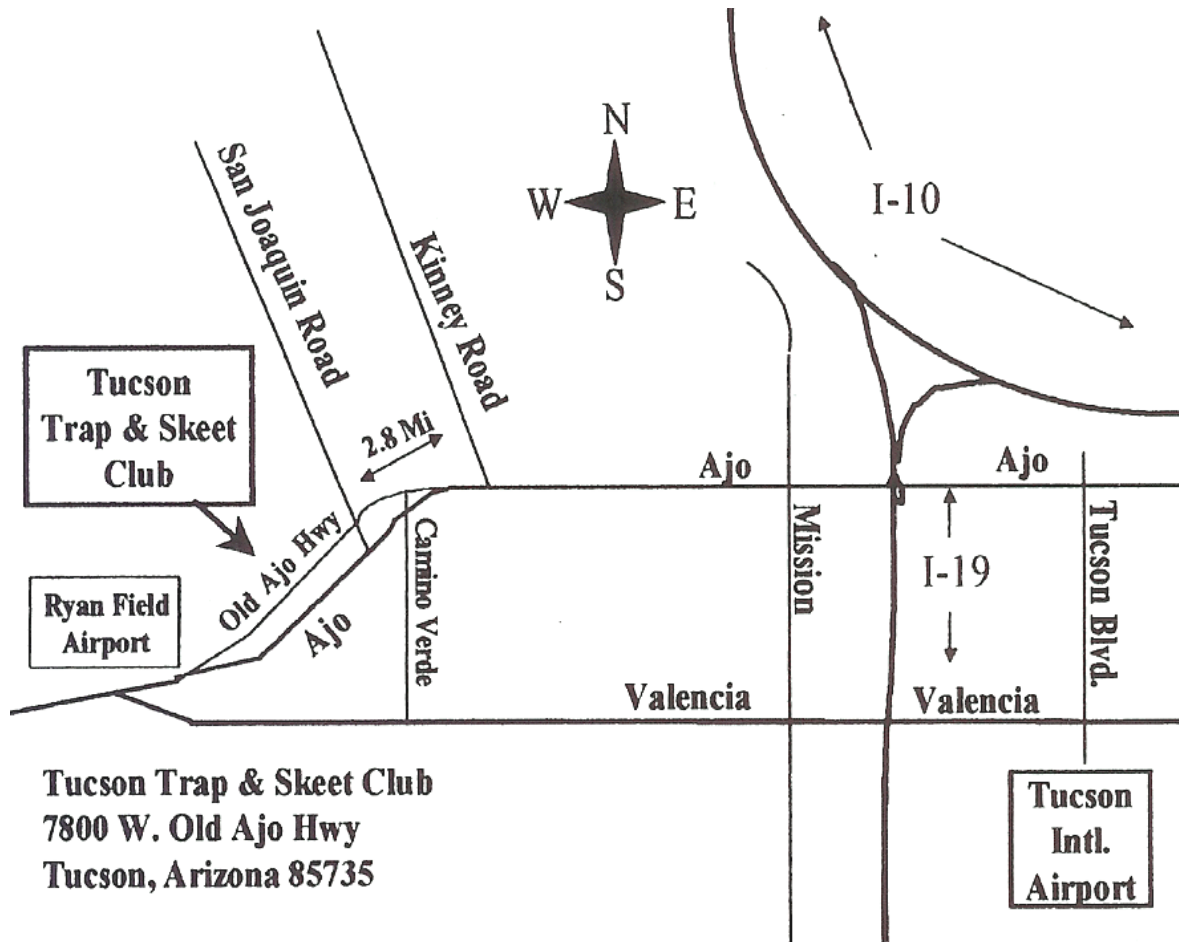 N
W E
S
I-10
San Joaquin Road
Kinney Road
Tucson
Trap & Skeet
Club
2.8 Mi
Ajo
Ajo
Old Ajo Hwy
Ajo
Camino Verde
Mission
I-19
Tucson Blvd.
Ryan Field
Airport
Valencia
Valencia
Tucson Trap & Skeet Club
7800 W. Old Ajo Hwy
Tucson, Arizona 85735
Tucson
Intl.
Airport